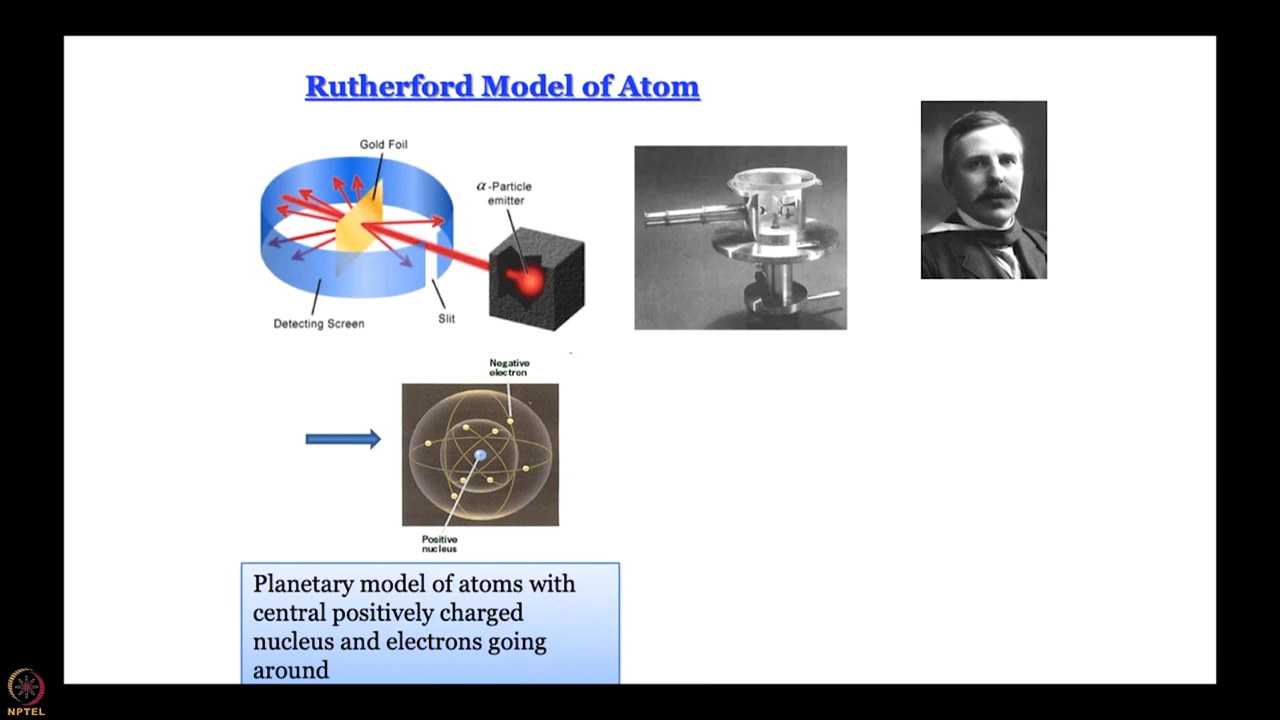 Rutherford Model of Atom
Gold Foil
α-Particle
emitter
Detecting Screen
Slit
Negative
electron
Positive
nucleus
Planetary model of atoms with
central positively charged
nucleus and electrons going
around
NPTEL